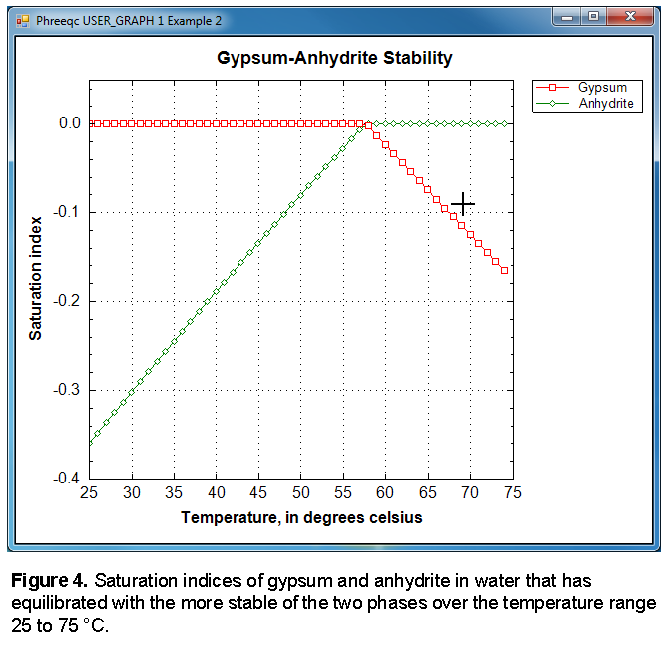 Phreeqc USER_GRAPH 1 Example 2
Gypsum-Anhydrite Stability
Gypsum
Anhydrite
0.0
-0.1
-0.2
-0.3
-0.4
Saturation index
25 30 35 40 45 50 55 60 65 70 75
Temperature, in degrees celsius
Figure 4. Saturation indices of gypsum and anhydrite in water that has
equilibrated with the more stable of the two phases over the temperature range
25 to 75 °C.